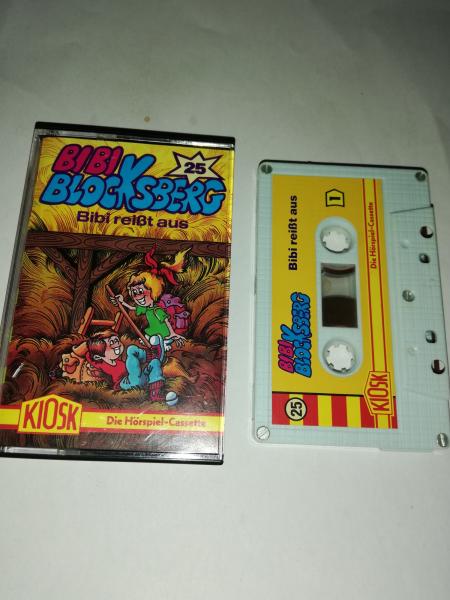 BIBI
BLOCKSBERG
25
Bibi reißt aus
KIOSK
Die Hörspiel-Cassette
BIBI
BLOCKSBERG
Bibi reißt aus
1
Die Hörspiel-Cassette
25
KIOSK